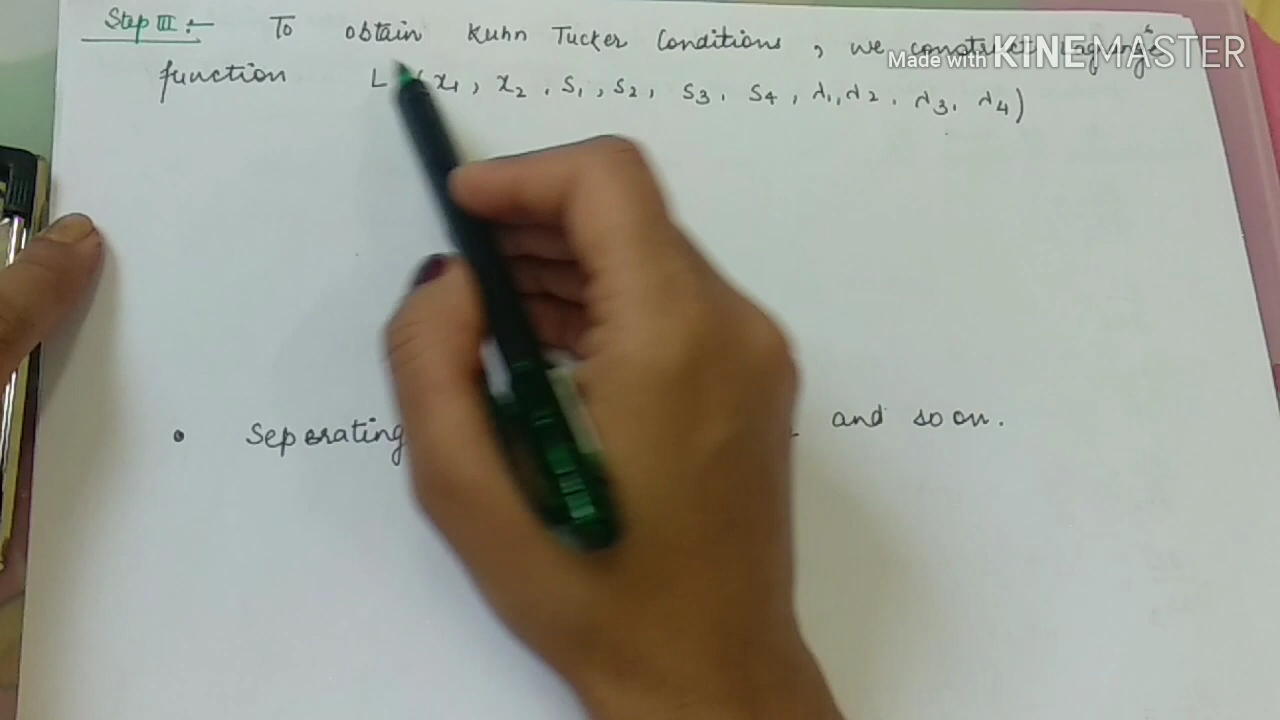 Step III :- To obtain Kuhn Tucker Conditions , we construct
Made with KINEMASTER
function L (x₁, x₂, S₁, S₂, S₃, S₄, λ₁, λ₂, λ₃, λ₄)
• Seperating and so on.